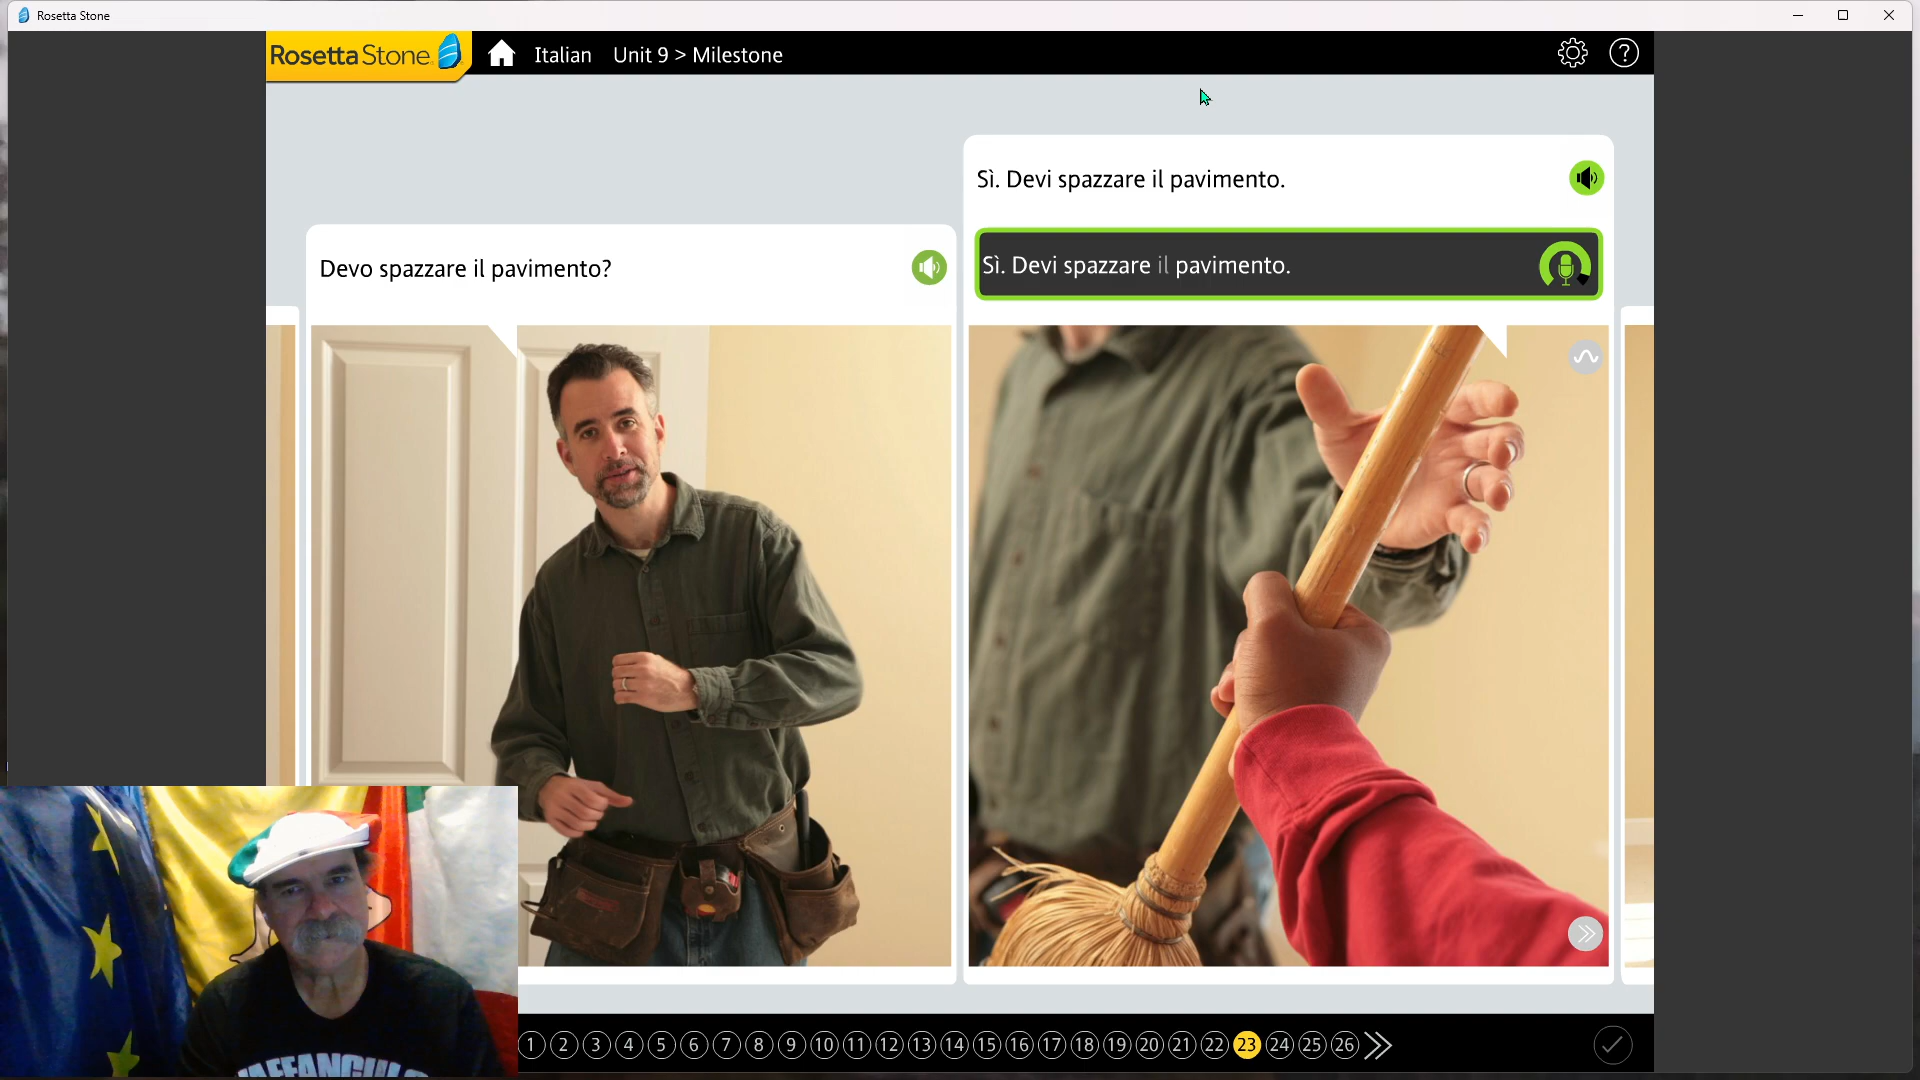 Rosetta Stone
RosettaStone
Italian Unit 9 > Milestone
Sì. Devi spazzare il pavimento.
Sì. Devi spazzare il pavimento.
Devo spazzare il pavimento?
1 2 3 4 5 6 7 8 9 10 11 12 13 14 15 16 17 18 19 20 21 22 23 24 25 26